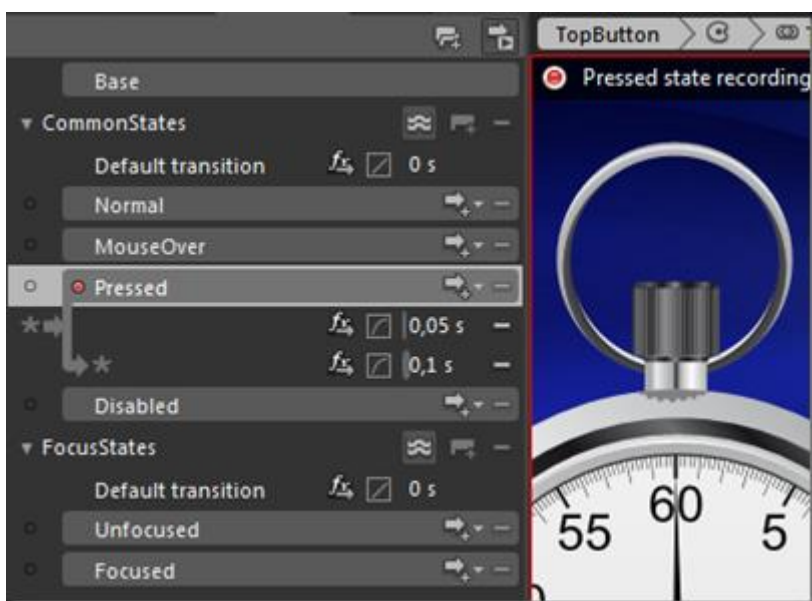 TopButton
Base
Pressed state recording
CommonStates
Default transition 0 s
Normal
MouseOver
Pressed
0,05 s
0,1 s
Disabled
FocusStates
Default transition 0 s
Unfocused
Focused
55 60 5